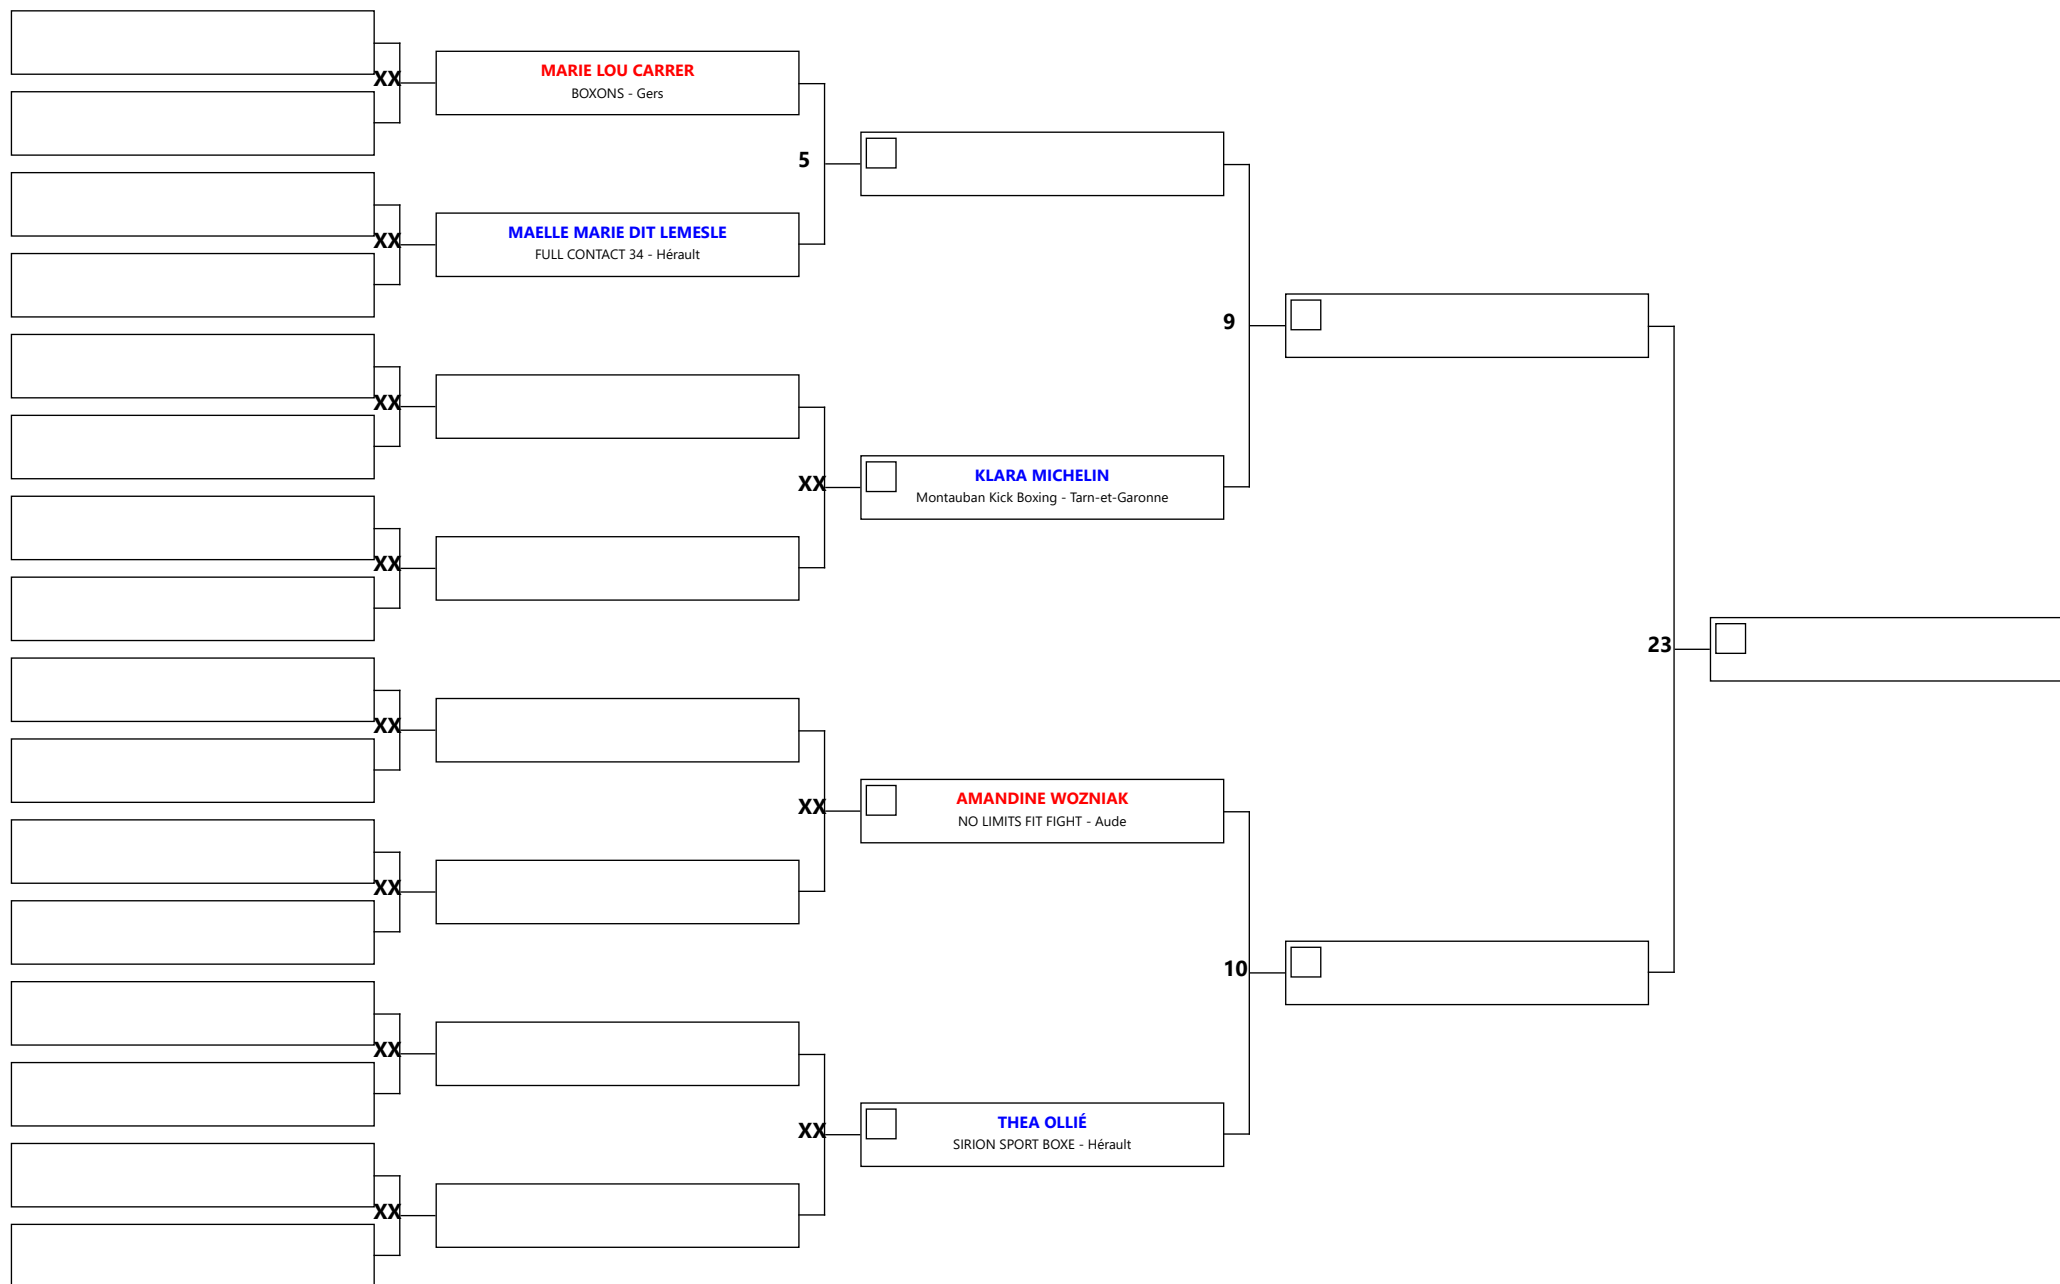 XX
MARIE LOU CARRER
BOXONS - Gers
5
XX
MAELLE MARIE DIT LEMESLE
FULL CONTACT 34 - Hérault
9
XX
XX
KLARA MICHELIN
Montauban Kick Boxing - Tarn-et-Garonne
XX
23
XX
XX
AMANDINE WOZNIAK
NO LIMITS FIT FIGHT - Aude
XX
10
XX
XX
THEA OLLIÉ
SIRION SPORT BOXE - Hérault
XX